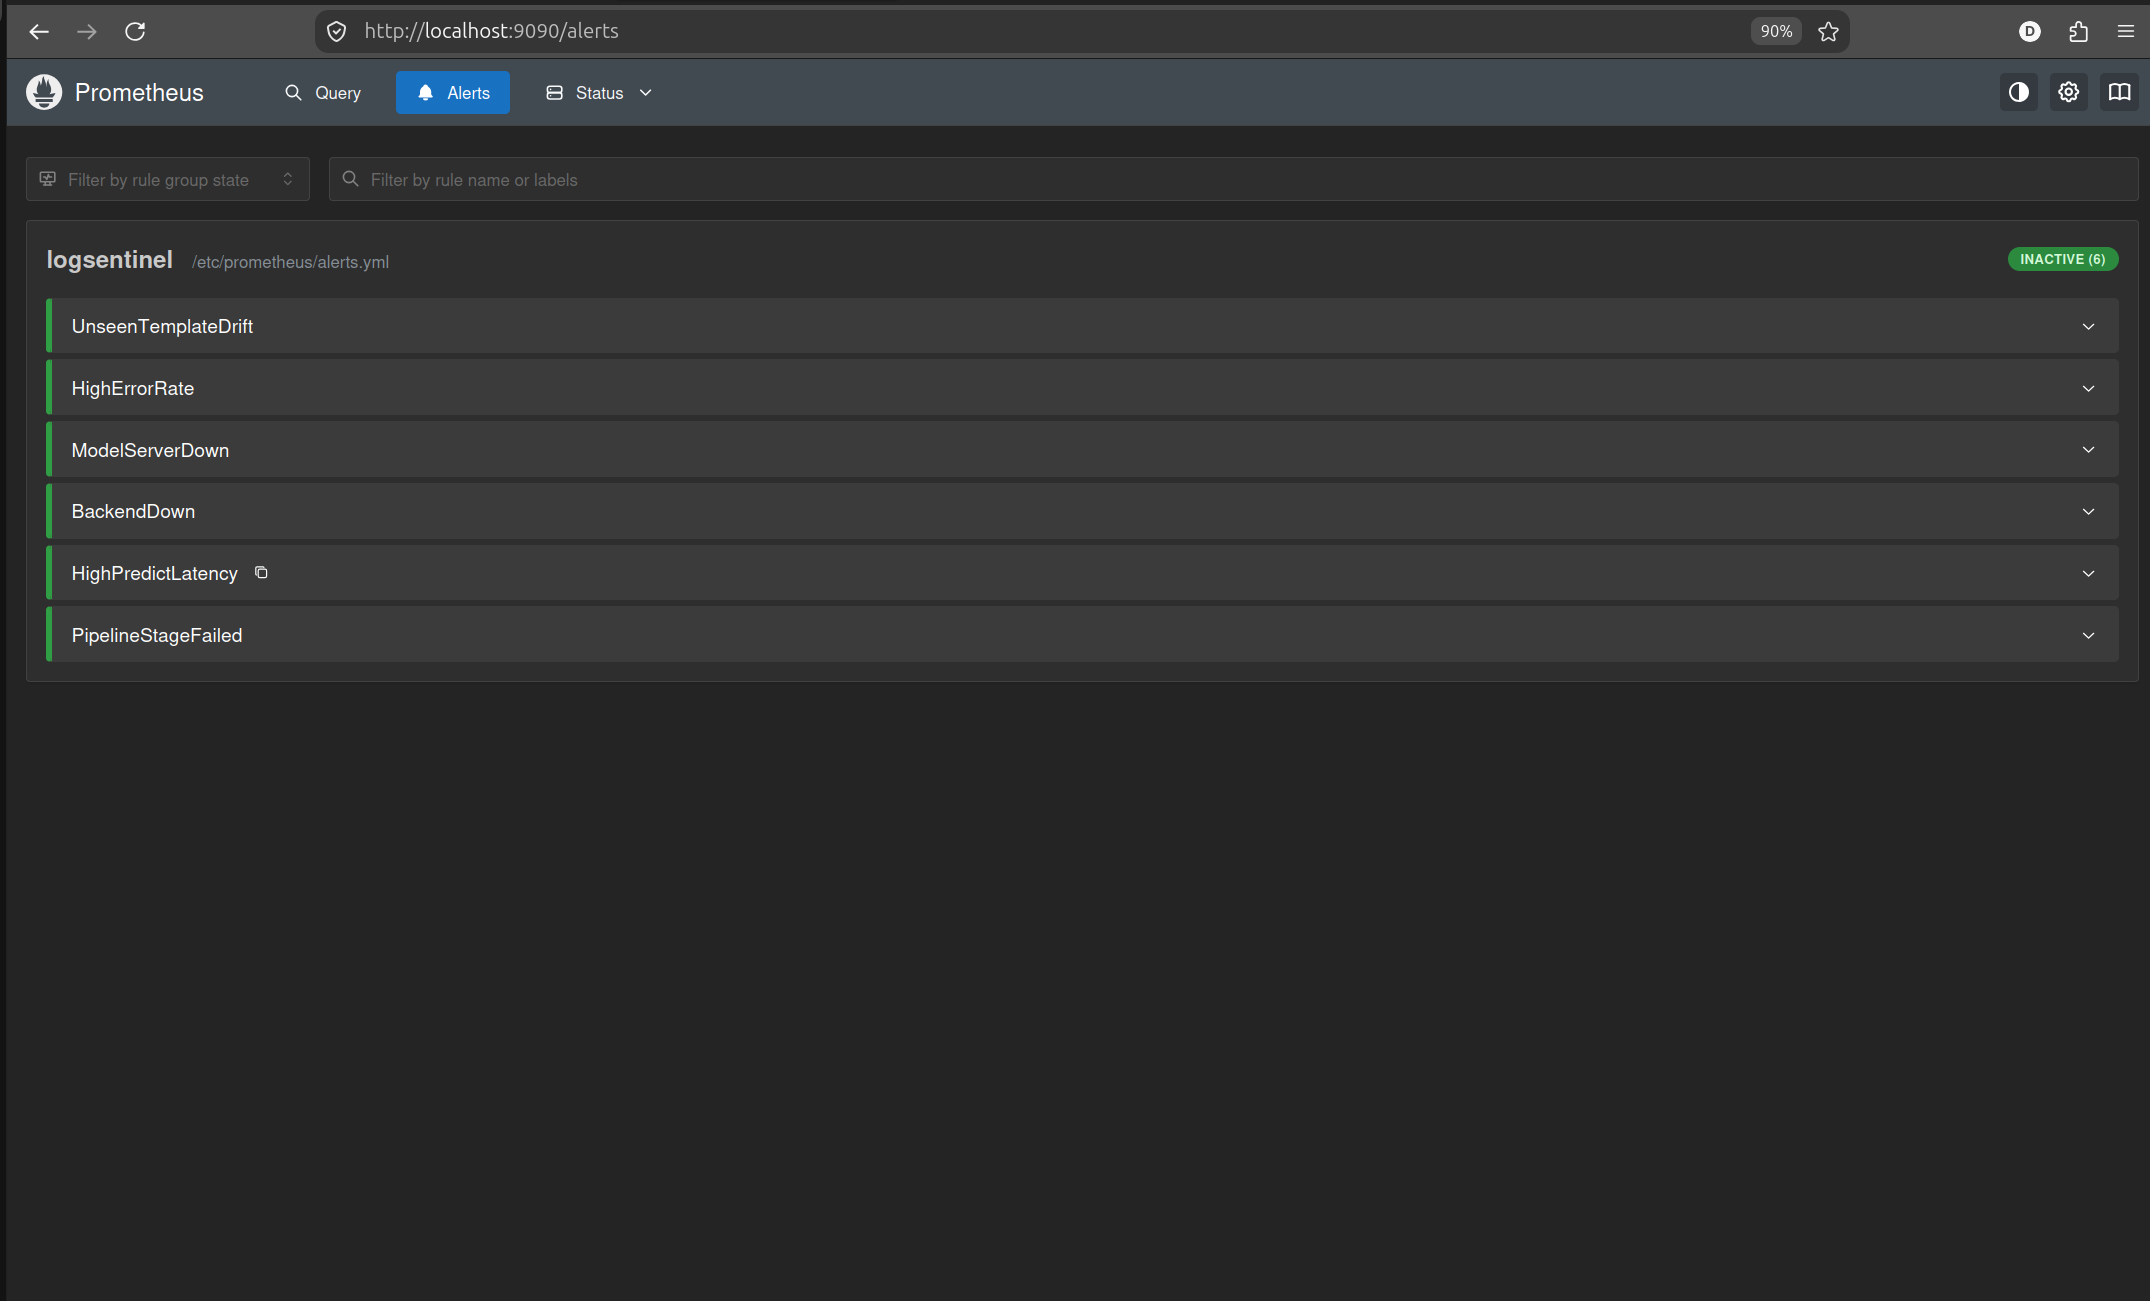 http://localhost:9090/alerts
90%
D
Prometheus
Query
Alerts
Status
Filter by rule group state
Filter by rule name or labels
logsentinel /etc/prometheus/alerts.yml
INACTIVE (6)
UnseenTemplateDrift
HighErrorRate
ModelServerDown
BackendDown
HighPredictLatency
PipelineStageFailed